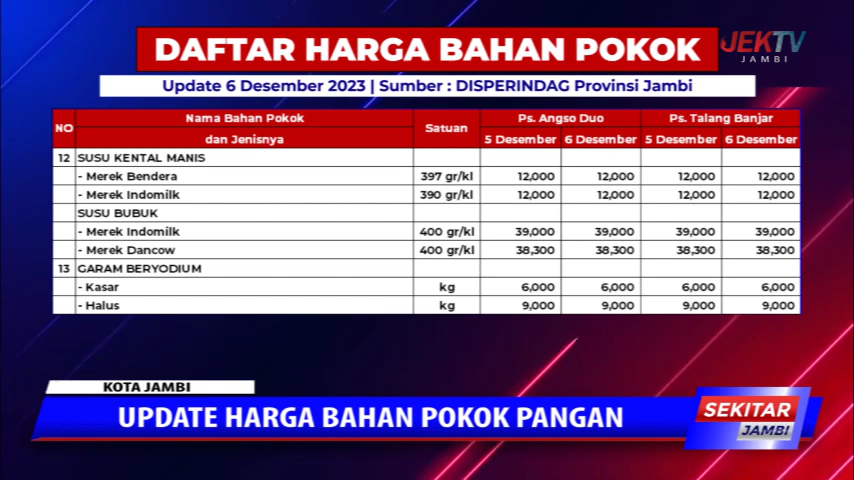 DAFTAR HARGA BAHAN POKOK
JEKTV
JAMBI
Update 6 Desember 2023 | Sumber : DISPERINDAG Provinsi Jambi
NO Nama Bahan Pokok dan Jenisnya Satuan Ps. Angso Duo Ps. Talang Banjar
5 Desember 6 Desember 5 Desember 6 Desember
12 SUSU KENTAL MANIS
- Merek Bendera 397 gr/kl 12,000 12,000 12,000 12,000
- Merek Indomilk 390 gr/kl 12,000 12,000 12,000 12,000
SUSU BUBUK
- Merek Indomilk 400 gr/kl 39,000 39,000 39,000 39,000
- Merek Dancow 400 gr/kl 38,300 38,300 38,300 38,300
13 GARAM BERYODIUM
- Kasar kg 6,000 6,000 6,000 6,000
- Halus kg 9,000 9,000 9,000 9,000
KOTA JAMBI
UPDATE HARGA BAHAN POKOK PANGAN
SEKITAR
JAMBI